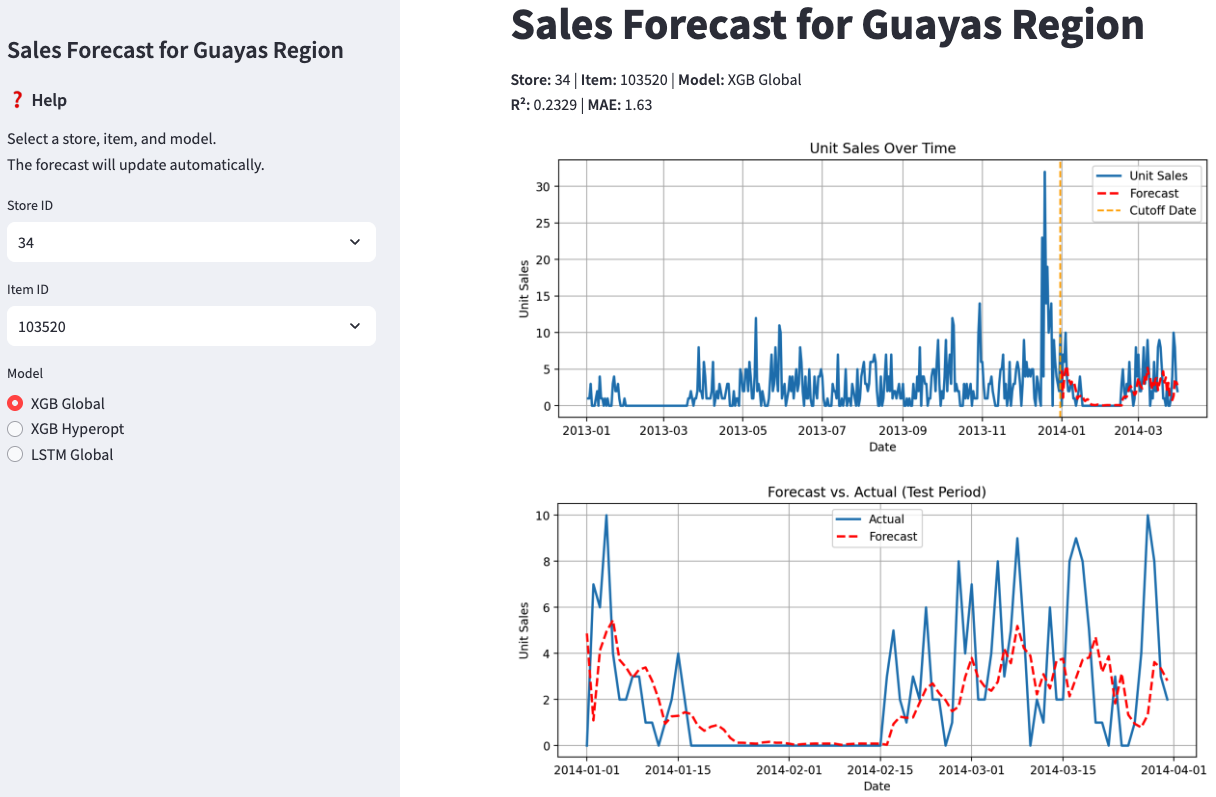 Sales Forecast for Guayas Region
❓ Help
Select a store, item, and model.
The forecast will update automatically.
Store ID
34
Item ID
103520
Model
XGB Global
XGB Hyperopt
LSTM Global
Sales Forecast for Guayas Region
Store: 34 | Item: 103520 | Model: XGB Global
R²: 0.2329 | MAE: 1.63
Unit Sales Over Time
Unit Sales
Forecast
Cutoff Date
30
25
20
15
10
5
0
Unit Sales
2013-01 2013-03 2013-05 2013-07 2013-09 2013-11 2014-01 2014-03
Date
Forecast vs. Actual (Test Period)
Actual
Forecast
10
8
6
4
2
0
Unit Sales
2014-01-01 2014-01-15 2014-02-01 2014-02-15 2014-03-01 2014-03-15 2014-04-01
Date